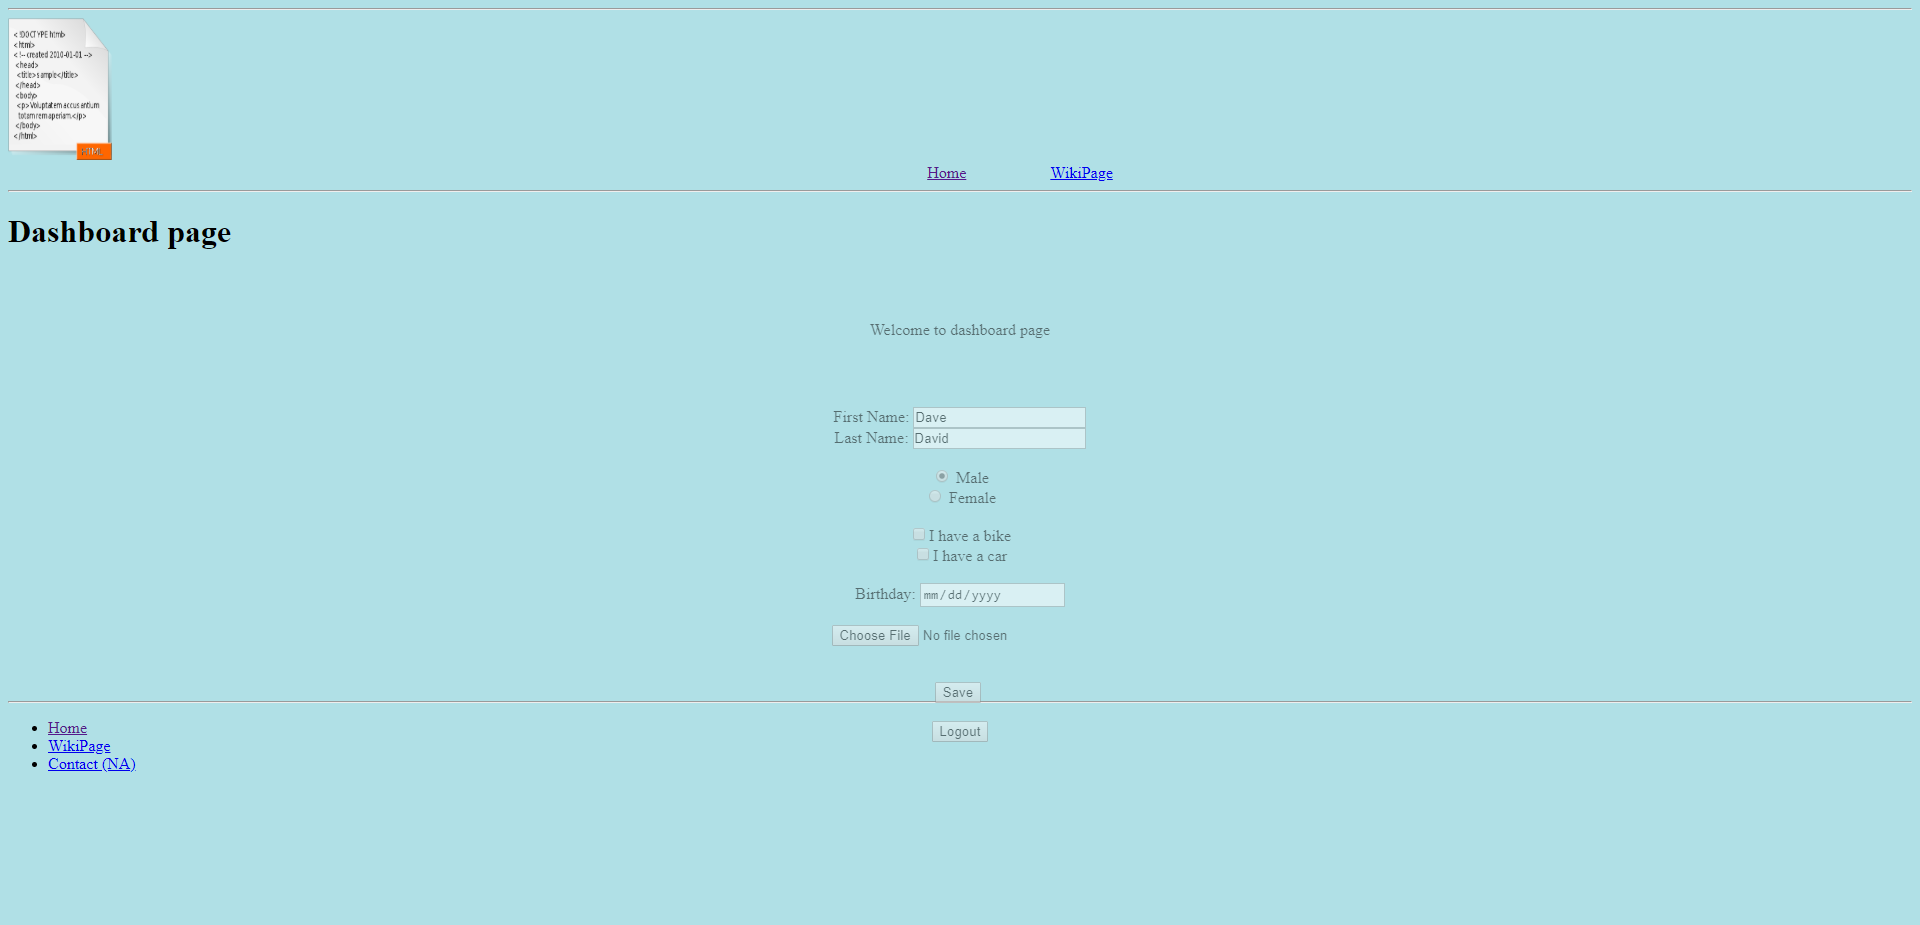 < !DOCTYPE html>
< html>
< !-- created 2010-01-01 -->
<head>
<title>sample</title>
</head>
<body>
<p>Voluptatem accusantium
totam rem aperiam.</p>
</body>
</html>
HTML
Home WikiPage
Dashboard page
Welcome to dashboard page
First Name: Dave
Last Name: David
Male
Female
I have a bike
I have a car
Birthday: mm/dd/yyyy
Choose File No file chosen
Save
Home
Logout
WikiPage
Contact (NA)